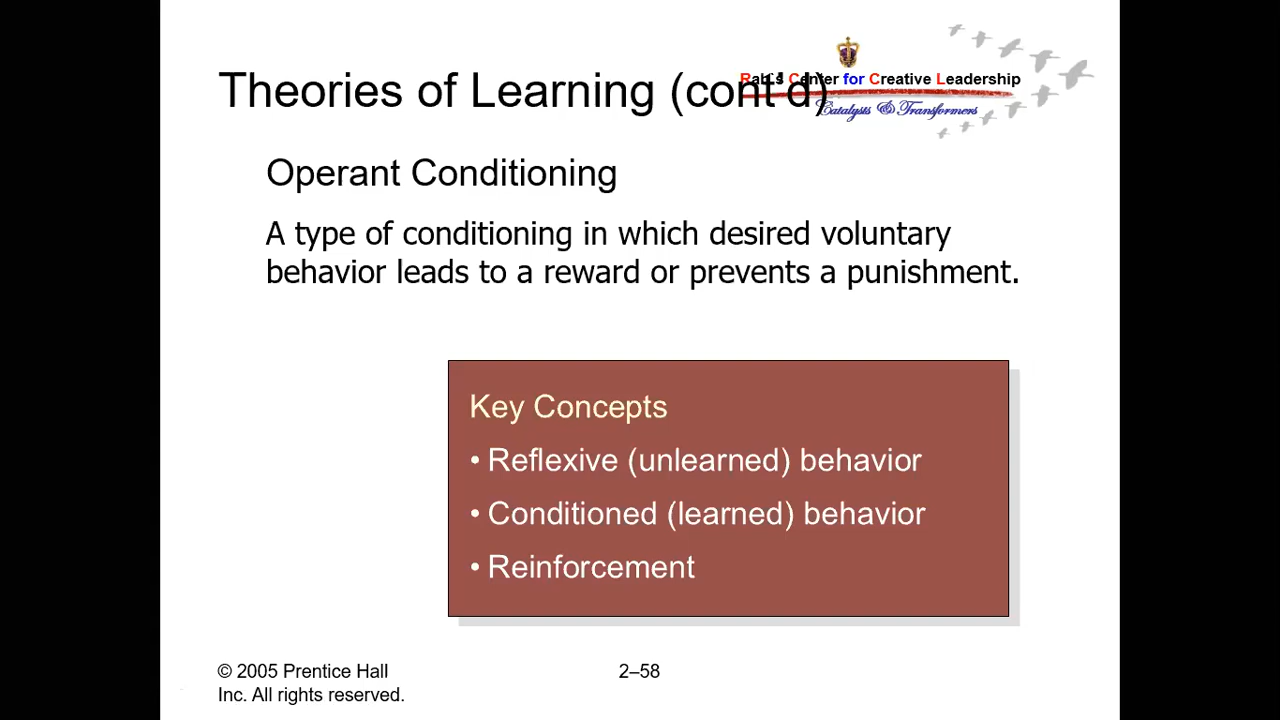 Theories of Learning (cont'd)
Rab's Center for Creative Leadership
Catalysts & Transformers
Operant Conditioning
A type of conditioning in which desired voluntary
behavior leads to a reward or prevents a punishment.
Key Concepts
• Reflexive (unlearned) behavior
• Conditioned (learned) behavior
• Reinforcement
© 2005 Prentice Hall
Inc. All rights reserved.
2–58